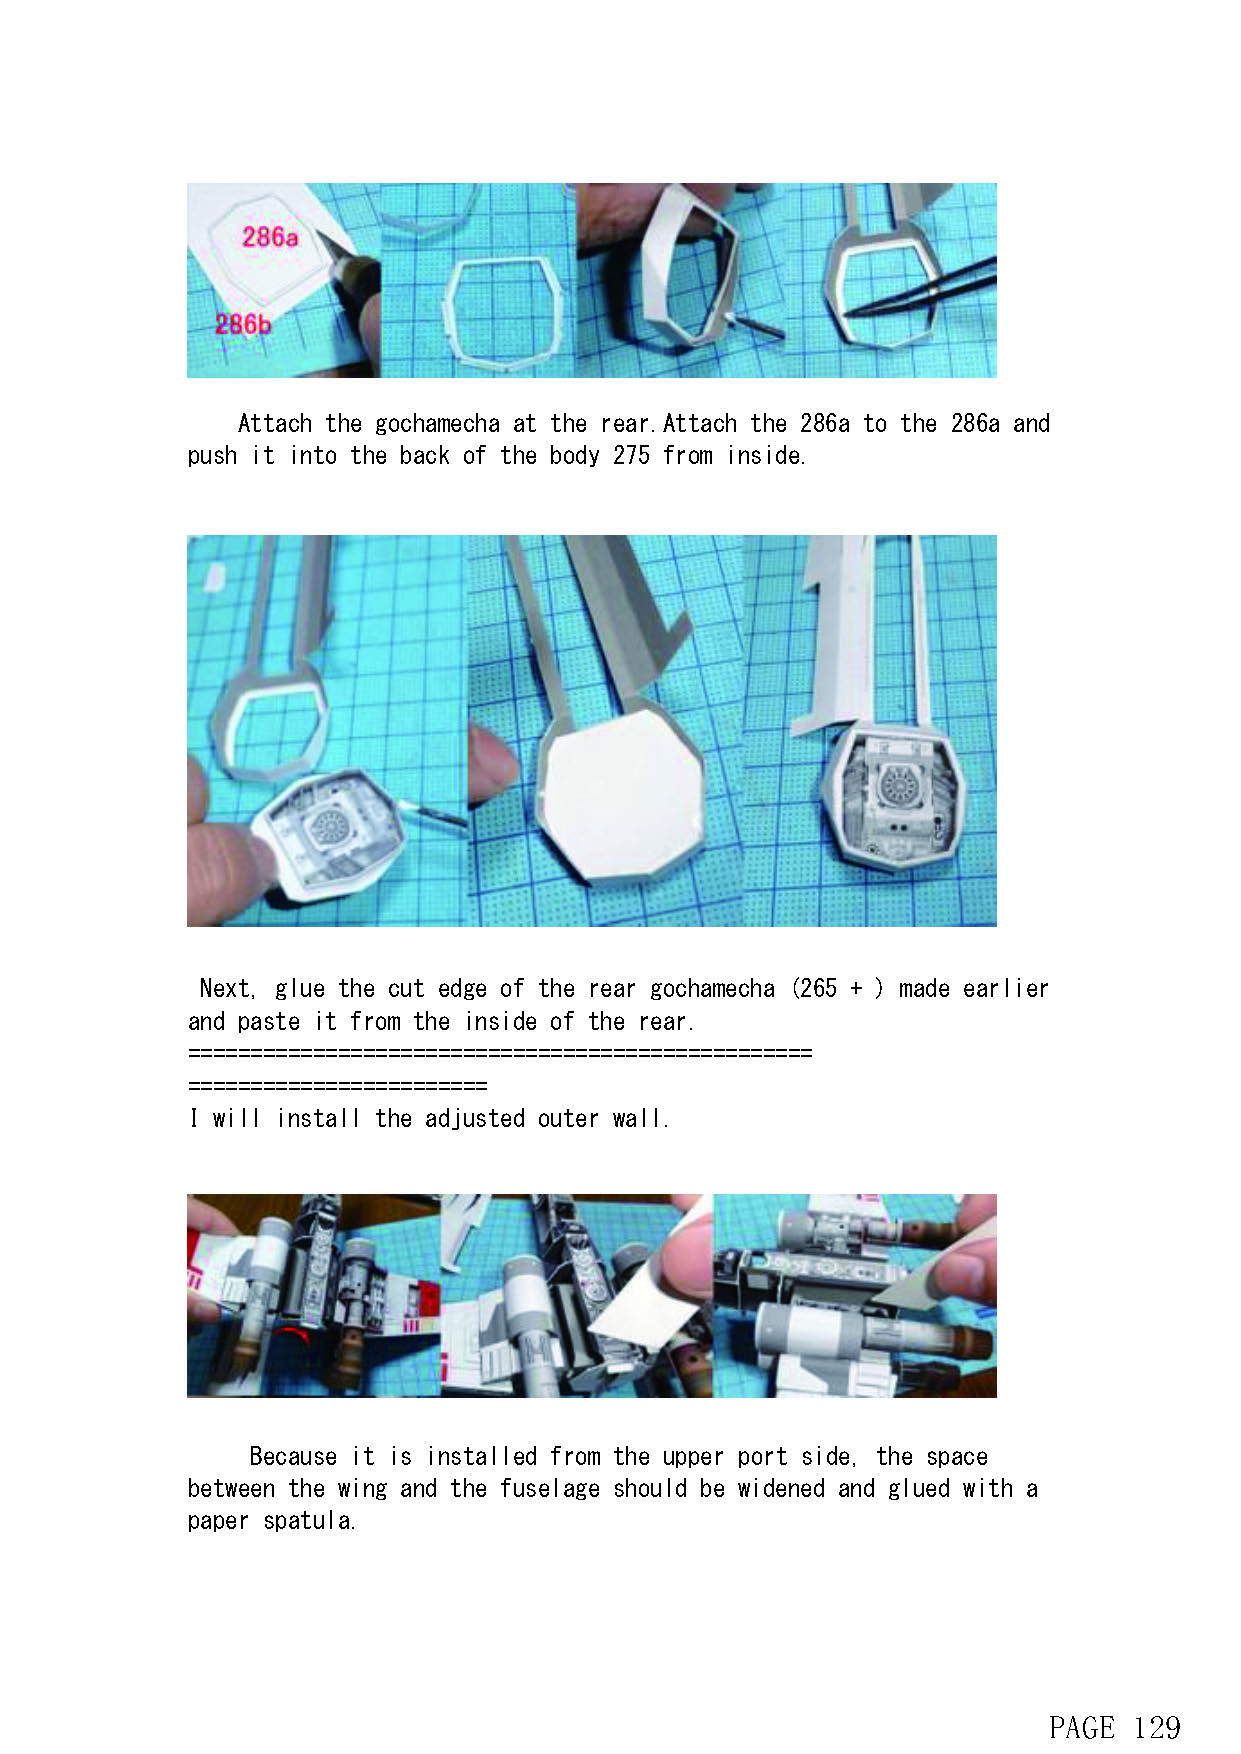 286a
286b
Attach the gochamecha at the rear.Attach the 286a to the 286a and
push it into the back of the body 275 from inside.
Next, glue the cut edge of the rear gochamecha (265 + ) made earlier
and paste it from the inside of the rear.
==================================================
========================
I will install the adjusted outer wall.
Because it is installed from the upper port side, the space
between the wing and the fuselage should be widened and glued with a
paper spatula.
PAGE 129